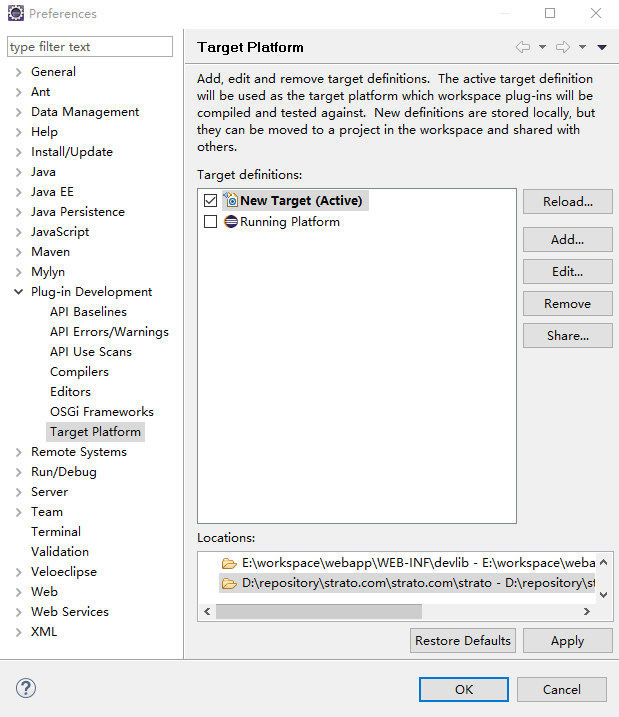 Preferences
type filter text
General
Ant
Data Management
Help
Install/Update
Java
Java EE
Java Persistence
JavaScript
Maven
Mylyn
Plug-in Development
API Baselines
API Errors/Warnings
API Use Scans
Compilers
Editors
OSGi Frameworks
Target Platform
Remote Systems
Run/Debug
Server
Team
Terminal
Validation
Veloeclipse
Web
Web Services
XML
Target Platform
Add, edit and remove target definitions.  The active target definition
will be used as the target platform which workspace plug-ins will be
compiled and tested against.  New definitions are stored locally, but
they can be moved to a project in the workspace and shared with
others.
Target definitions:
New Target (Active)
Running Platform
Reload...
Add...
Edit...
Remove
Share...
Locations:
E:\workspace\webapp\WEB-INF\devlib - E:\workspace\weba
D:\repository\strato.com\strato.com\strato - D:\repository\st
Restore Defaults
Apply
?
OK
Cancel